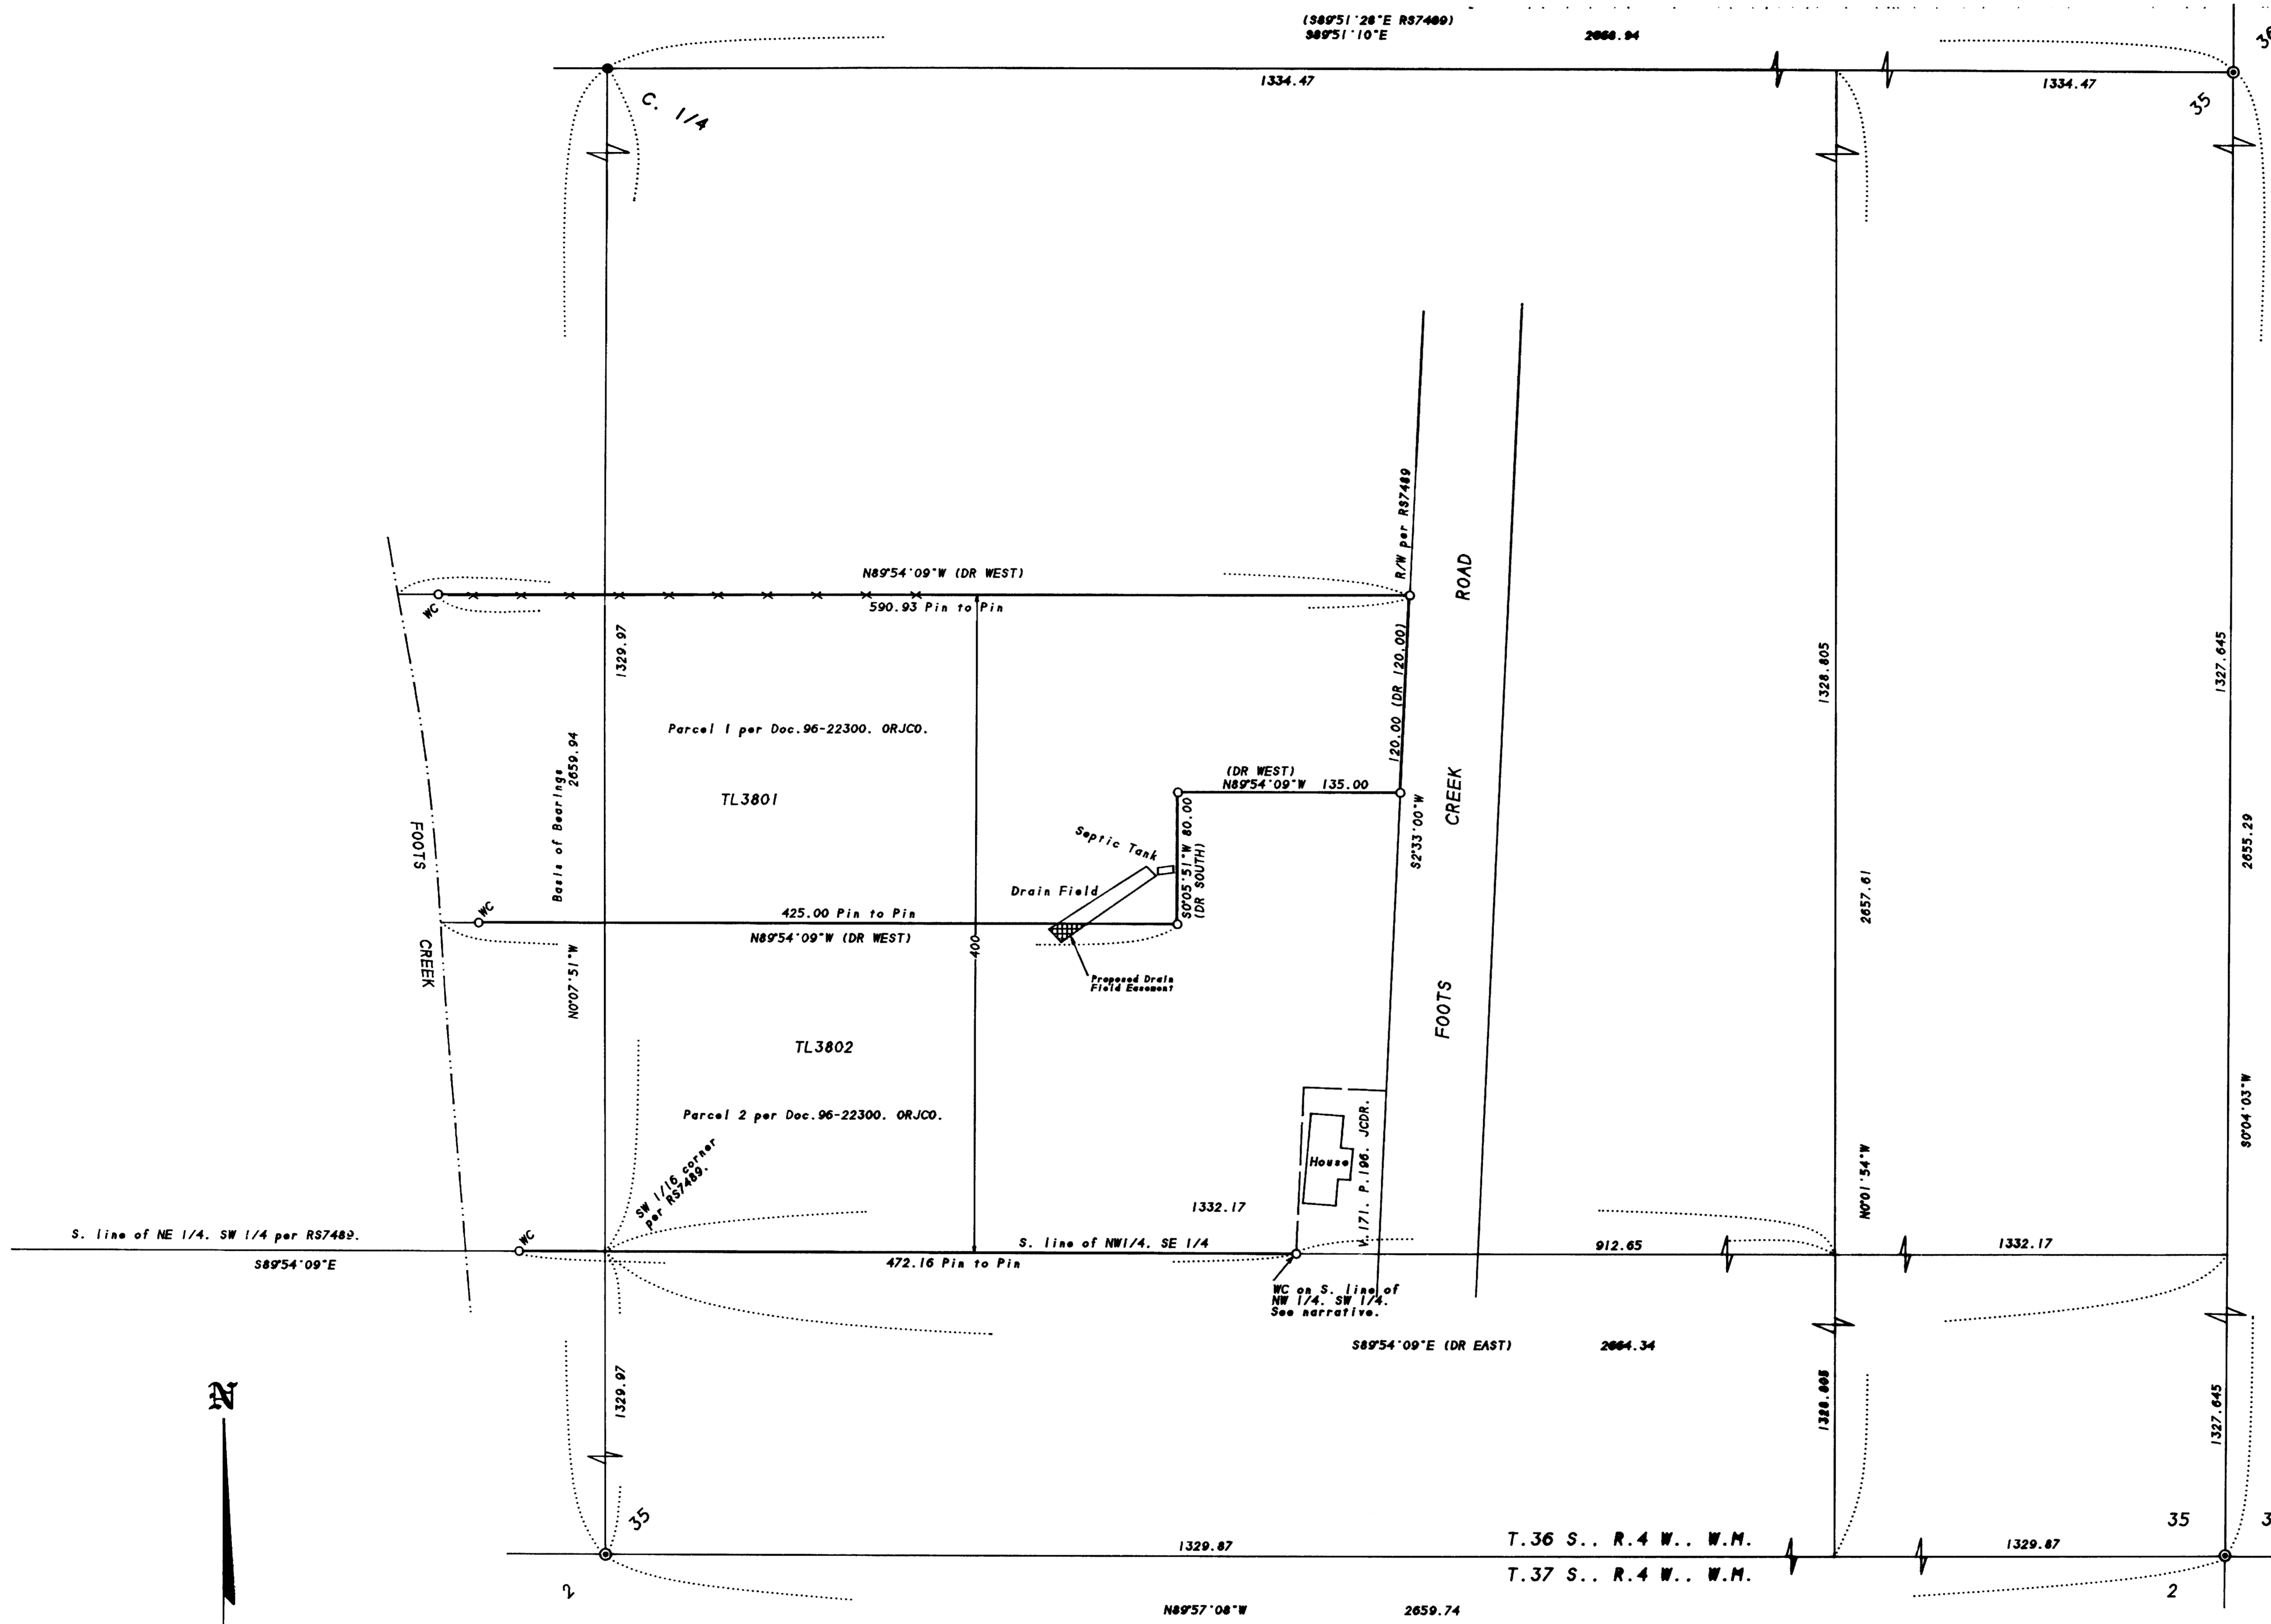 (S89°51'28"E RS7489)
S89°51'10"E 2668.94
1334.47
1334.47
C. 1/4
35
N89°54'09"W (DR WEST)
590.93 Pin to Pin
WC
R/W per RS7489
ROAD
1329.97
120.00 (DR 120.00)
1328.805
1327.645
Parcel 1 per Doc.96-22300. ORJCO.
Basis of Bearings
2659.94
TL3801
(DR WEST)
N89°54'09"W 135.00
CREEK
S2°33'00"W
FOOTS
Septic Tank
S0°05'51"W 80.00
(DR SOUTH)
Drain Field
2657.61
2655.29
WC
425.00 Pin to Pin
N89°54'09"W (DR WEST)
400
CREEK
N0°07'51"W
Proposed Drain
Field Easement
FOOTS
TL3802
Parcel 2 per Doc.96-22300. ORJCO.
V.171. P.196. JCDR.
House
N0°01'54"W
S0°04'03"W
SW 1/16 corner
per RS7489.
1332.17
S. line of NE 1/4. SW 1/4 per RS7489.
WC
S. line of NW1/4. SE 1/4
912.65
1332.17
S89°54'09"E
472.16 Pin to Pin
WC on S. line of
NW 1/4. SW 1/4.
See narrative.
S89°54'09"E (DR EAST) 2664.34
1329.97
1328.805
1327.645
N
35
35
1329.87
T.36 S.. R.4 W.. W.M.
1329.87
T.37 S.. R.4 W.. W.M.
2
2
N89°57'08"W 2659.74